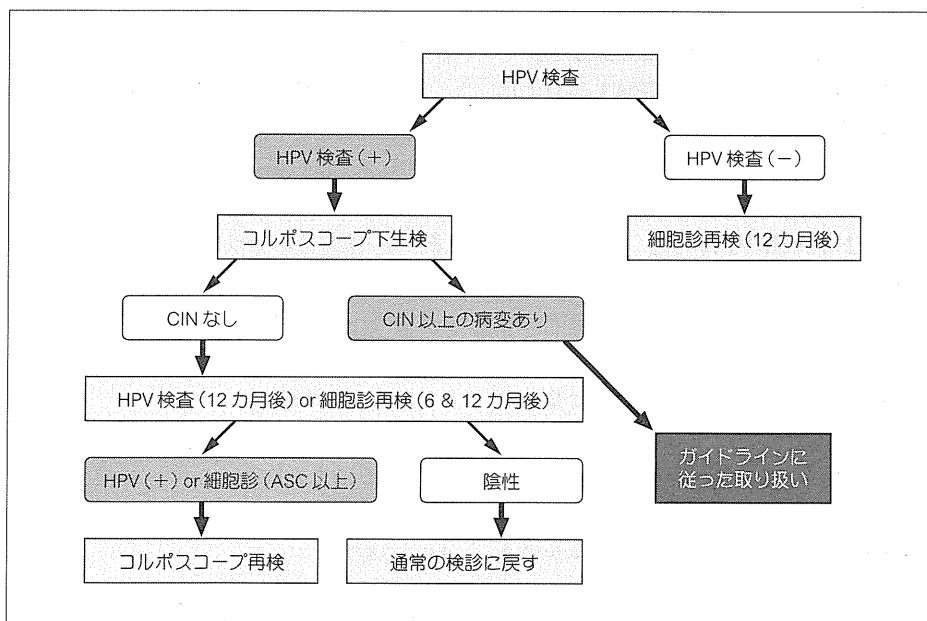 HPV 検査
HPV 検査(+)
HPV 検査(−)
コルポスコープ下生検
細胞診再検(12 カ月後)
CIN なし
CIN 以上の病変あり
HPV 検査(12 カ月後) or 細胞診再検(6 & 12 カ月後)
HPV(+) or 細胞診(ASC 以上)
陰性
ガイドラインに
従った取り扱い
コルポスコープ再検
通常の検診に戻す